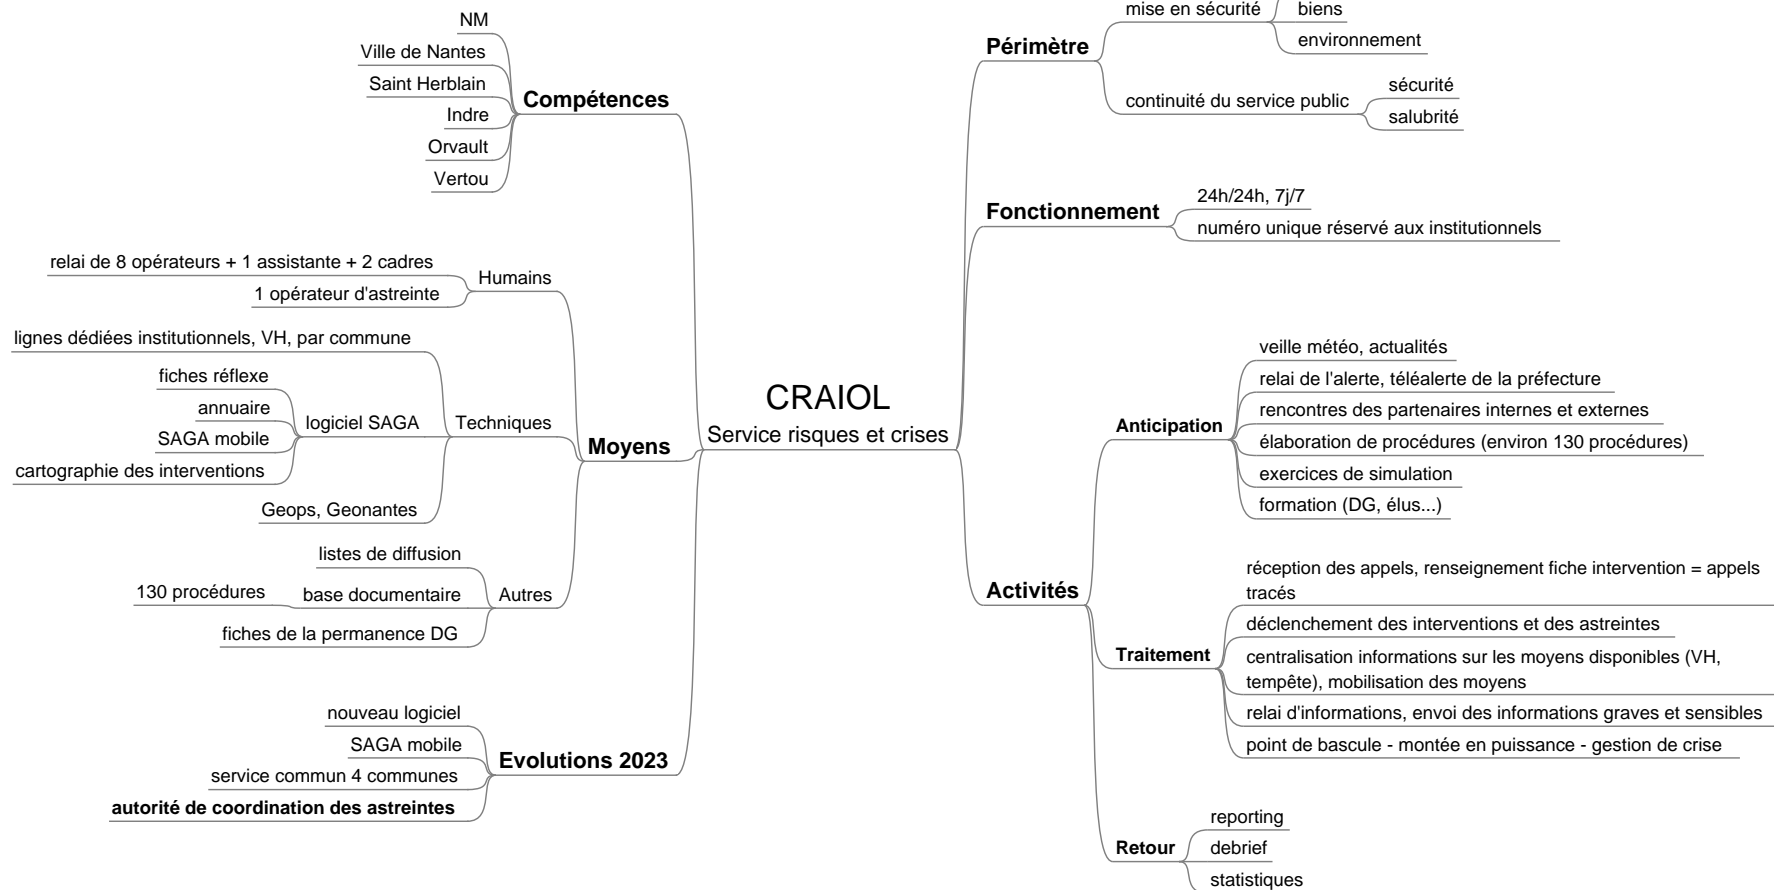 CRAIOL
Service risques et crises
Compétences
NM
Ville de Nantes
Saint Herblain
Indre
Orvault
Vertou
Moyens
Humains
relai de 8 opérateurs + 1 assistante + 2 cadres
1 opérateur d'astreinte
Techniques
lignes dédiées institutionnels, VH, par commune
logiciel SAGA
fiches réflexe
annuaire
SAGA mobile
cartographie des interventions
Geops, Geonantes
Autres
listes de diffusion
base documentaire
130 procédures
fiches de la permanence DG
Evolutions 2023
nouveau logiciel
SAGA mobile
service commun 4 communes
autorité de coordination des astreintes
Périmètre
mise en sécurité
biens
environnement
continuité du service public
sécurité
salubrité
Fonctionnement
24h/24h, 7j/7
numéro unique réservé aux institutionnels
Activités
Anticipation
veille météo, actualités
relai de l'alerte, téléalerte de la préfecture
rencontres des partenaires internes et externes
élaboration de procédures (environ 130 procédures)
exercices de simulation
formation (DG, élus...)
Traitement
réception des appels, renseignement fiche intervention = appels
tracés
déclenchement des interventions et des astreintes
centralisation informations sur les moyens disponibles (VH,
tempête), mobilisation des moyens
relai d'informations, envoi des informations graves et sensibles
point de bascule - montée en puissance - gestion de crise
Retour
reporting
debrief
statistiques